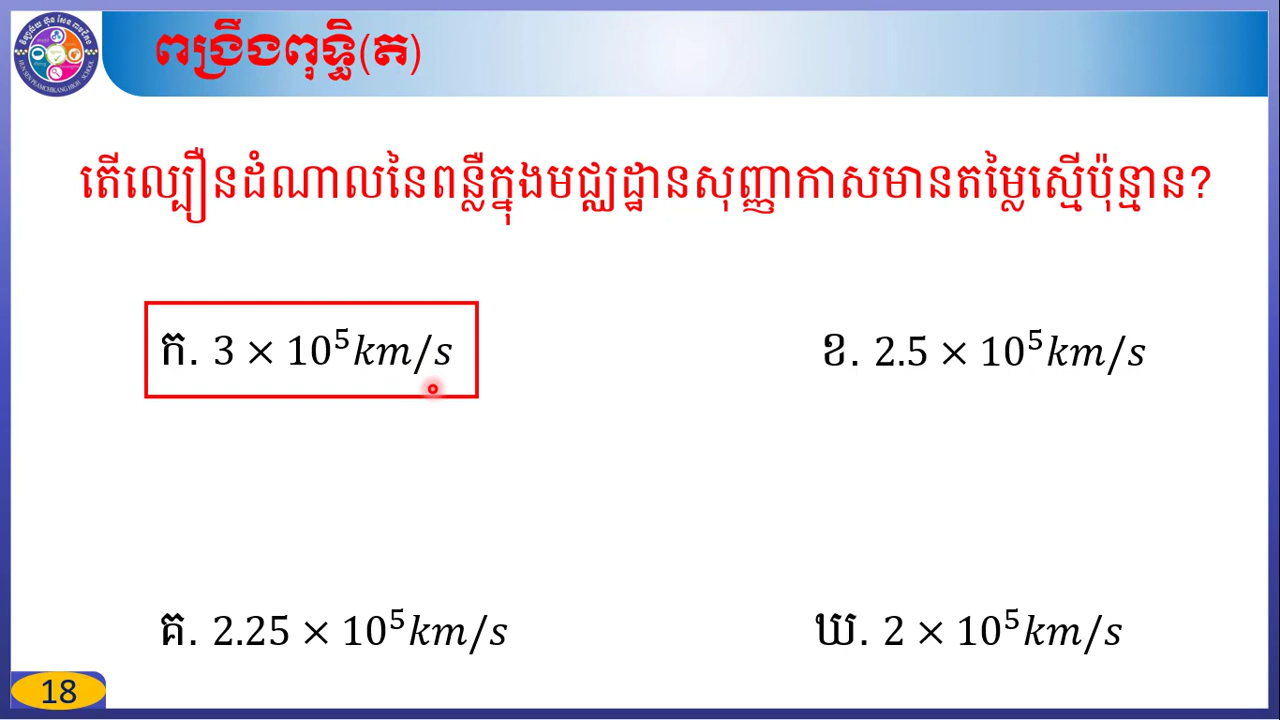 ពង្រឹងពុទ្ធិ(ត)
តើល្បឿនដំណាលនៃពន្លឺក្នុងមជ្ឈដ្ឋានសុញ្ញាកាសមានតម្លៃស្មើប៉ុន្មាន?
ក. 3 × 10⁵km/s
ខ. 2.5 × 10⁵km/s
គ. 2.25 × 10⁵km/s
ឃ. 2 × 10⁵km/s
18